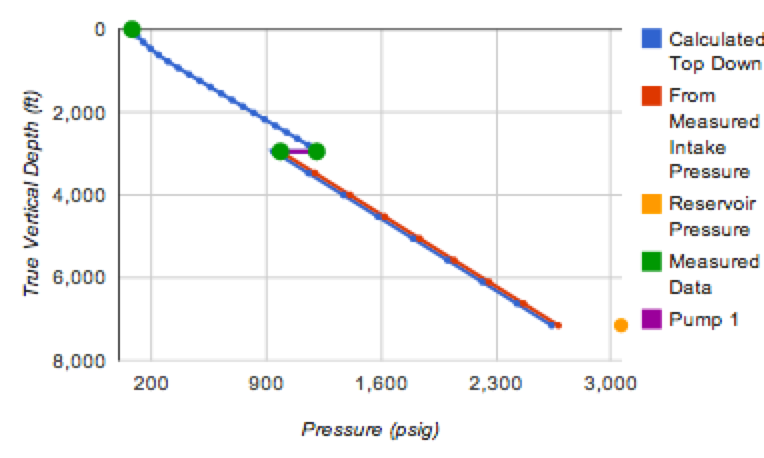 0
2,000
4,000
6,000
8,000
True Vertical Depth (ft)
200
900
1,600
2,300
3,000
Pressure (psig)
Calculated
Top Down
From
Measured
Intake
Pressure
Reservoir
Pressure
Measured
Data
Pump 1